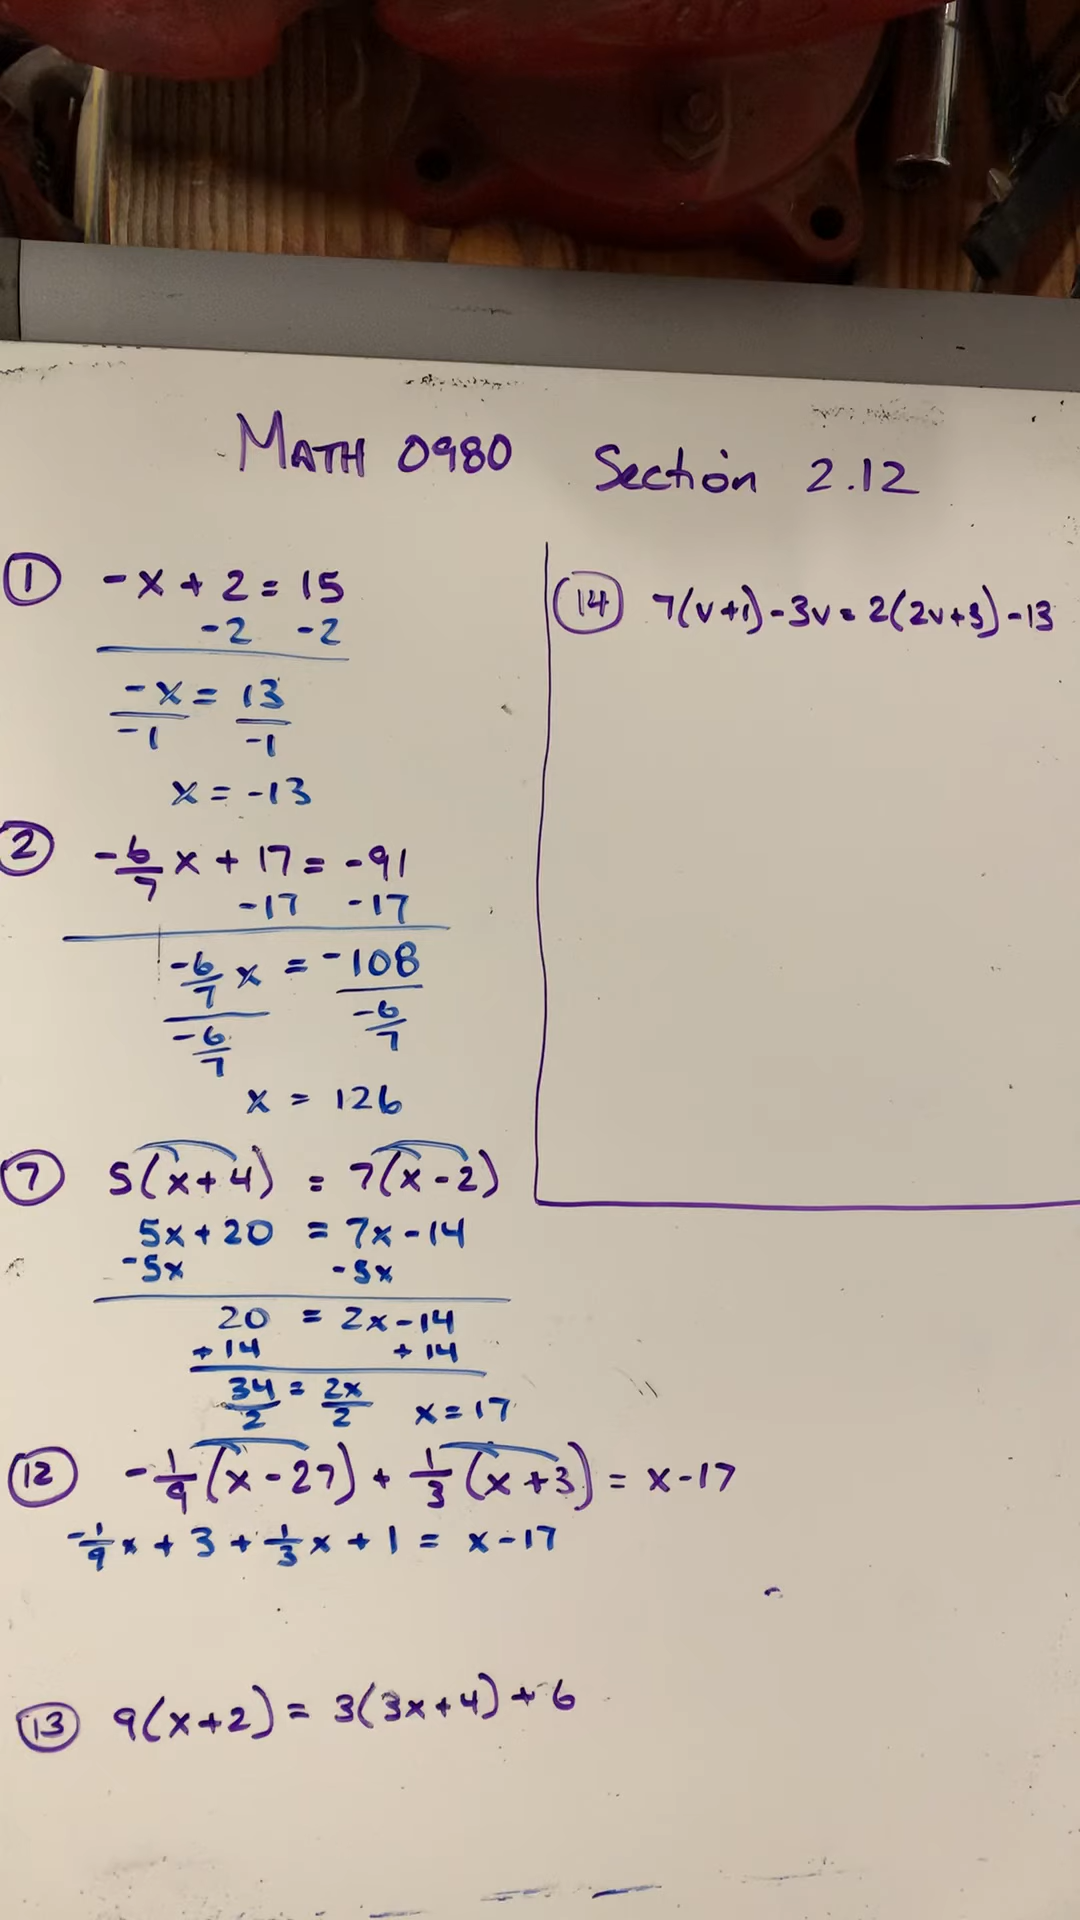 MATH 0980 Section 2.12
① -x + 2 = 15
-2 -2
-x = 13
-1 -1
x = -13
② -6/7 x + 17 = -91
-17 -17
-6/7 x = -108
-6/7 -6/7
x = 126
⑦ 5(x+4) = 7(x-2)
5x+20 = 7x-14
-5x -5x
20 = 2x-14
+14 +14
34/2 = 2x/2 x=17
⑫ -1/9(x-27) + 1/3(x+3) = x-17
-1/9x + 3 + 1/3x + 1 = x-17
⑬ 9(x+2) = 3(3x+4)+6
⑭ 7(v+1)-3v = 2(2v+3)-13